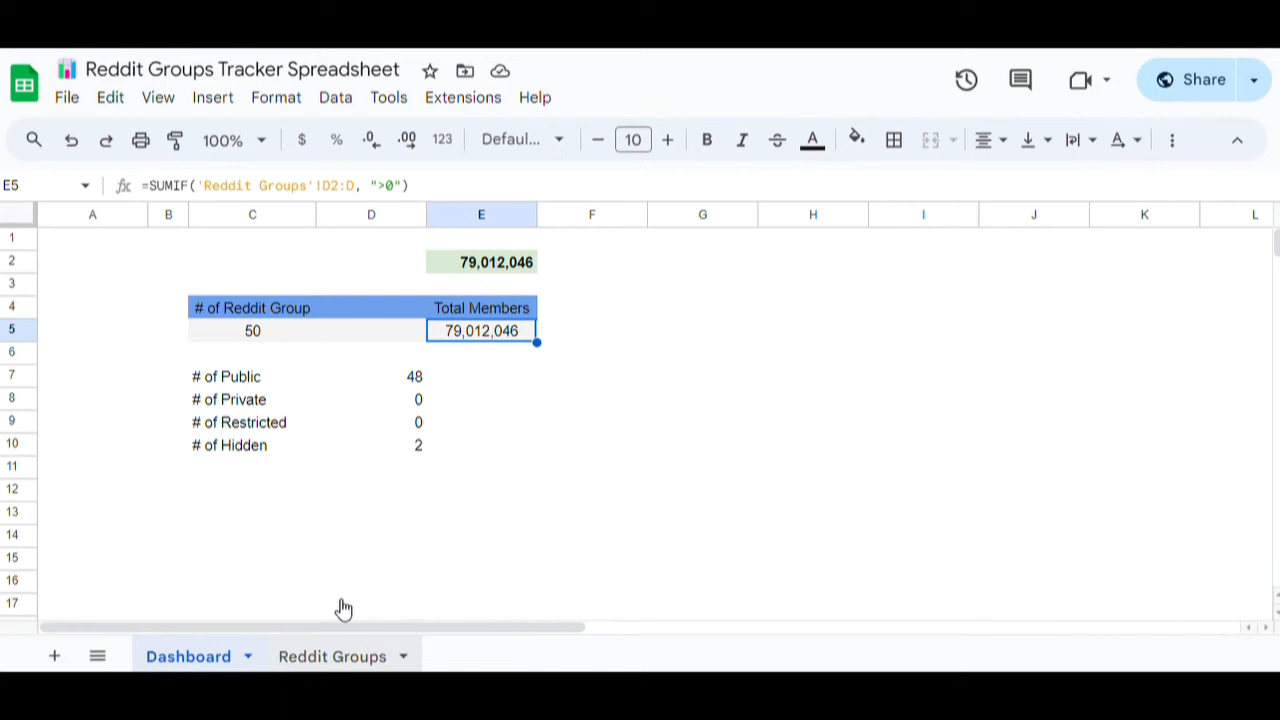 Reddit Groups Tracker Spreadsheet
Share
File Edit View Insert Format Data Tools Extensions Help
100% $ % .0 .00 123 Defaul... − 10 + B I A A
E5 fx =SUMIF('Reddit Groups'!D2:D, ">0")
A B C D E F G H I J K L
1
2 79,012,046
3
4 # of Reddit Group Total Members
5 50 79,012,046
6
7 # of Public 48
8 # of Private 0
9 # of Restricted 0
10 # of Hidden 2
11
12
13
14
15
16
17
+ Dashboard Reddit Groups